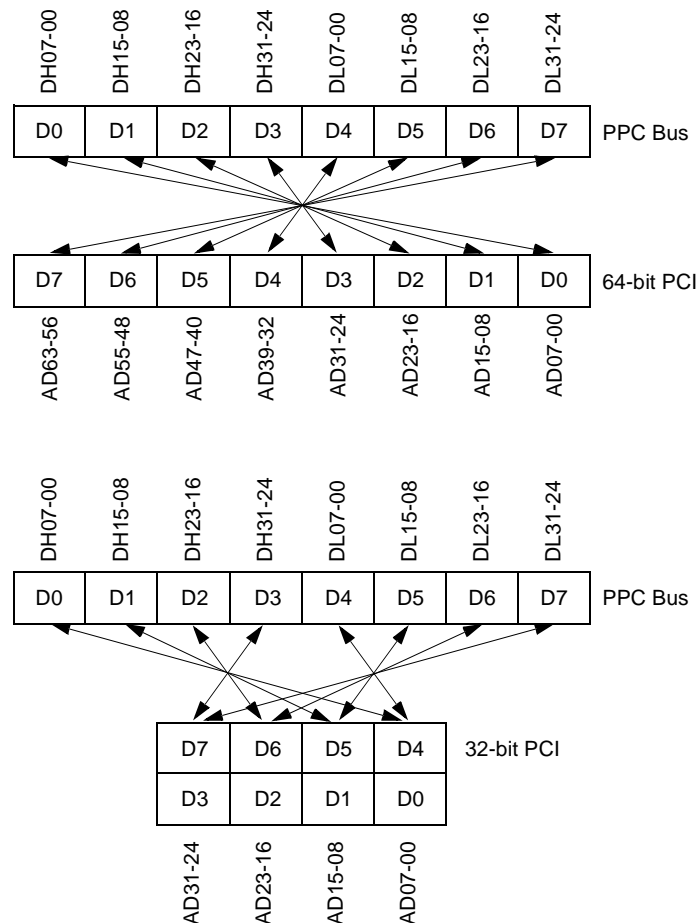 DH07-00 DH15-08 DH23-16 DH31-24 DL07-00 DL15-08 DL23-16 DL31-24
D0 D1 D2 D3 D4 D5 D6 D7 PPC Bus
D7 D6 D5 D4 D3 D2 D1 D0 64-bit PCI
AD63-56 AD55-48 AD47-40 AD39-32 AD31-24 AD23-16 AD15-08 AD07-00
DH07-00 DH15-08 DH23-16 DH31-24 DL07-00 DL15-08 DL23-16 DL31-24
D0 D1 D2 D3 D4 D5 D6 D7 PPC Bus
D7 D6 D5 D4 32-bit PCI
D3 D2 D1 D0
AD31-24 AD23-16 AD15-08 AD07-00